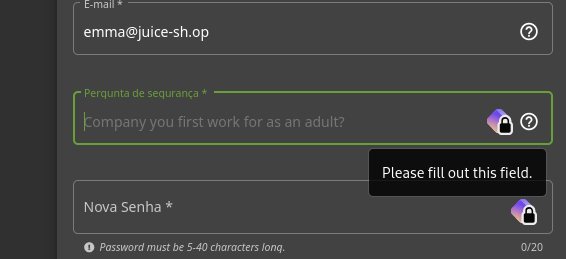 E-mail *
emma@juice-sh.op
Pergunta de segurança *
Company you first work for as an adult?
Please fill out this field.
Nova Senha *
Password must be 5-40 characters long.
0/20